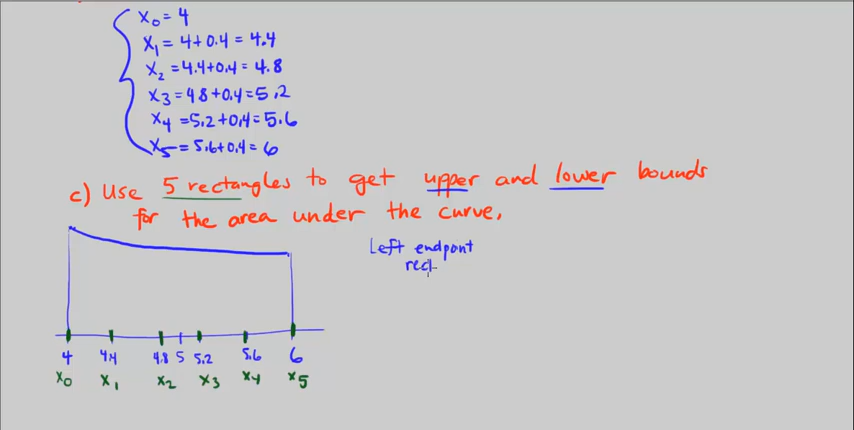 x₀ = 4
x₁ = 4 + 0.4 = 4.4
x₂ = 4.4 + 0.4 = 4.8
x₃ = 4.8 + 0.4 = 5.2
x₄ = 5.2 + 0.4 = 5.6
x₅ = 5.6 + 0.4 = 6
c) Use 5 rectangles to get upper and lower bounds
for the area under the curve.
Left endpont
rect
4 4.4 4.8 5 5.2 5.6 6
x₀ x₁ x₂ x₃ x₄ x₅